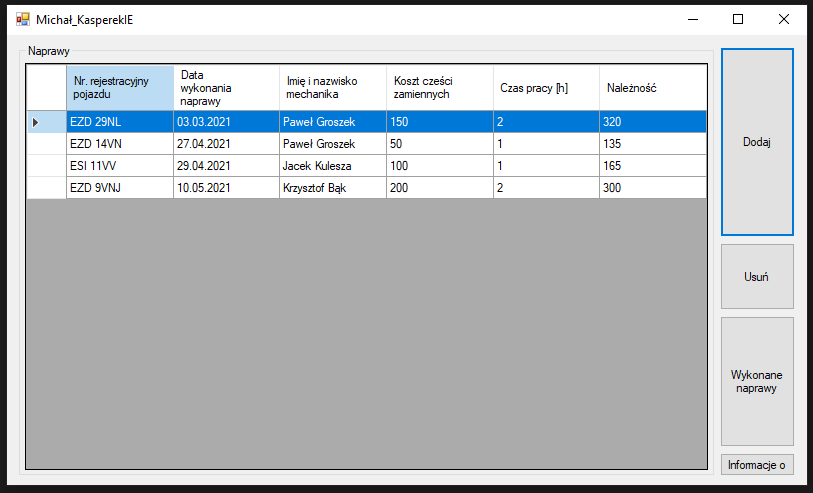 Michał_KasperekIE
Naprawy
Nr. rejestracyjny pojazdu Data wykonania naprawy Imię i nazwisko mechanika Koszt cześci zamiennych Czas pracy [h] Należność
EZD 29NL 03.03.2021 Paweł Groszek 150 2 320
EZD 14VN 27.04.2021 Paweł Groszek 50 1 135
ESI 11VV 29.04.2021 Jacek Kulesza 100 1 165
EZD 9VNJ 10.05.2021 Krzysztof Bąk 200 2 300
Dodaj
Usuń
Wykonane
naprawy
Informacje o